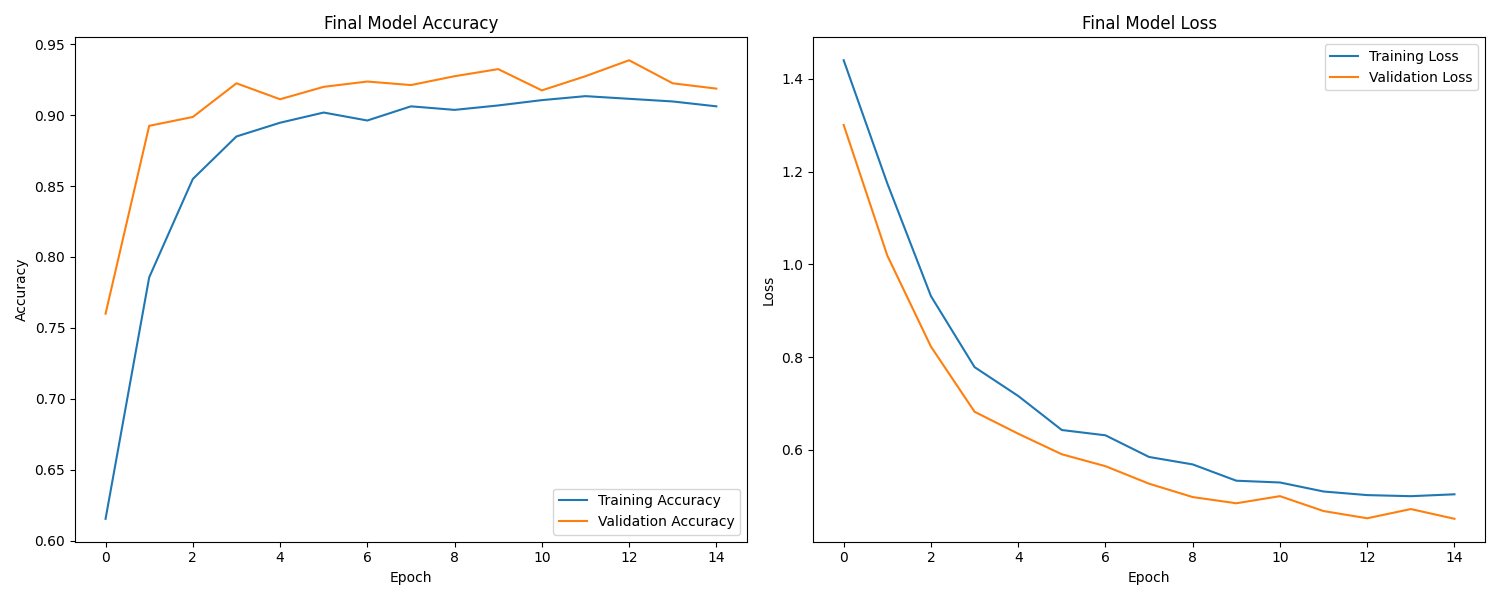 Final Model Accuracy
0.95
0.90
0.85
0.80
0.75
0.70
0.65
0.60
Accuracy
0 2 4 6 8 10 12 14
Epoch
Training Accuracy
Validation Accuracy
Final Model Loss
1.4
1.2
1.0
0.8
0.6
Loss
0 2 4 6 8 10 12 14
Epoch
Training Loss
Validation Loss